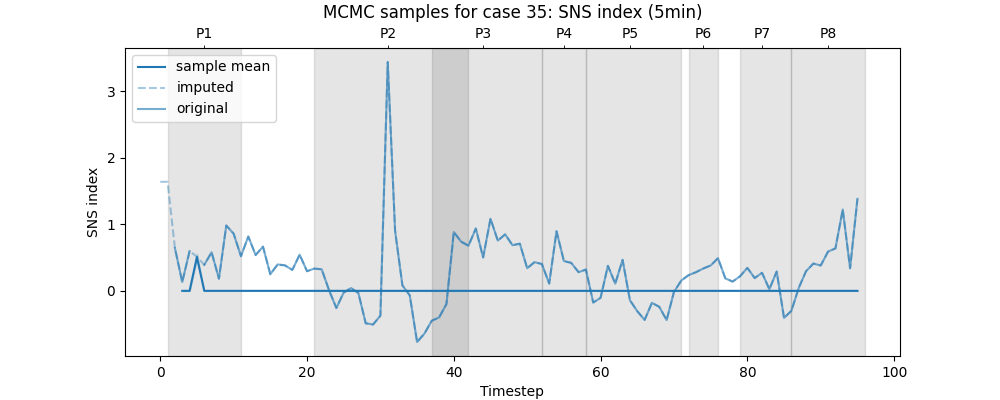 MCMC samples for case 35: SNS index (5min)
P1 P2 P3 P4 P5 P6 P7 P8
sample mean
imputed
original
SNS index
3
2
1
0
0 20 40 60 80 100
Timestep